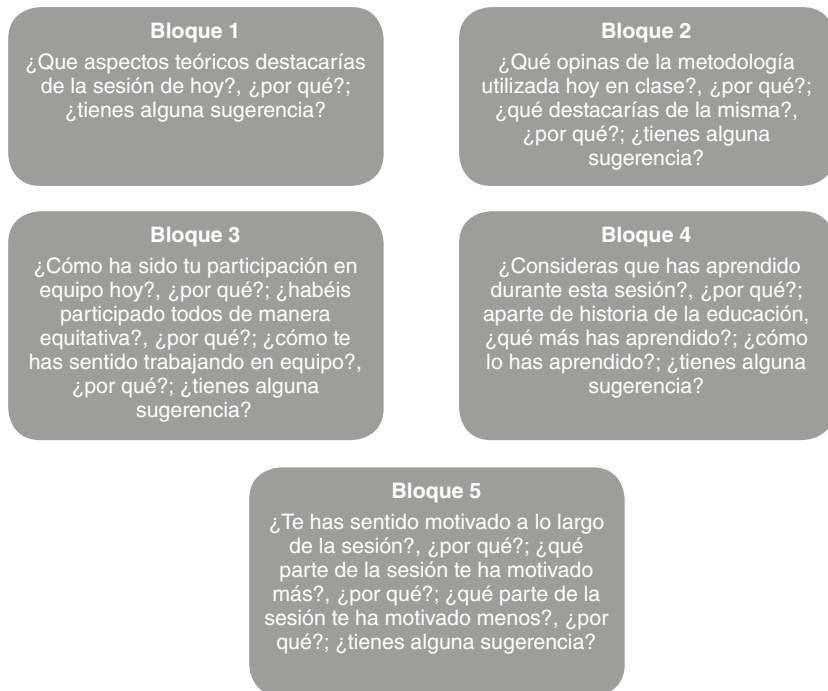 Bloque 1
¿Que aspectos teóricos destacarías
de la sesión de hoy?, ¿por qué?;
¿tienes alguna sugerencia?
Bloque 2
¿Qué opinas de la metodología
utilizada hoy en clase?, ¿por qué?;
¿qué destacarías de la misma?,
¿por qué?; ¿tienes alguna
sugerencia?
Bloque 3
¿Cómo ha sido tu participación en
equipo hoy?, ¿por qué?; ¿habéis
participado todos de manera
equitativa?, ¿por qué?; ¿cómo te
has sentido trabajando en equipo?,
¿por qué?; ¿tienes alguna
sugerencia?
Bloque 4
¿Consideras que has aprendido
durante esta sesión?, ¿por qué?;
aparte de historia de la educación,
¿qué más has aprendido?; ¿cómo
lo has aprendido?; ¿tienes alguna
sugerencia?
Bloque 5
¿Te has sentido motivado a lo largo
de la sesión?, ¿por qué?; ¿qué
parte de la sesión te ha motivado
más?, ¿por qué?; ¿qué parte de la
sesión te ha motivado menos?, ¿por
qué?; ¿tienes alguna sugerencia?